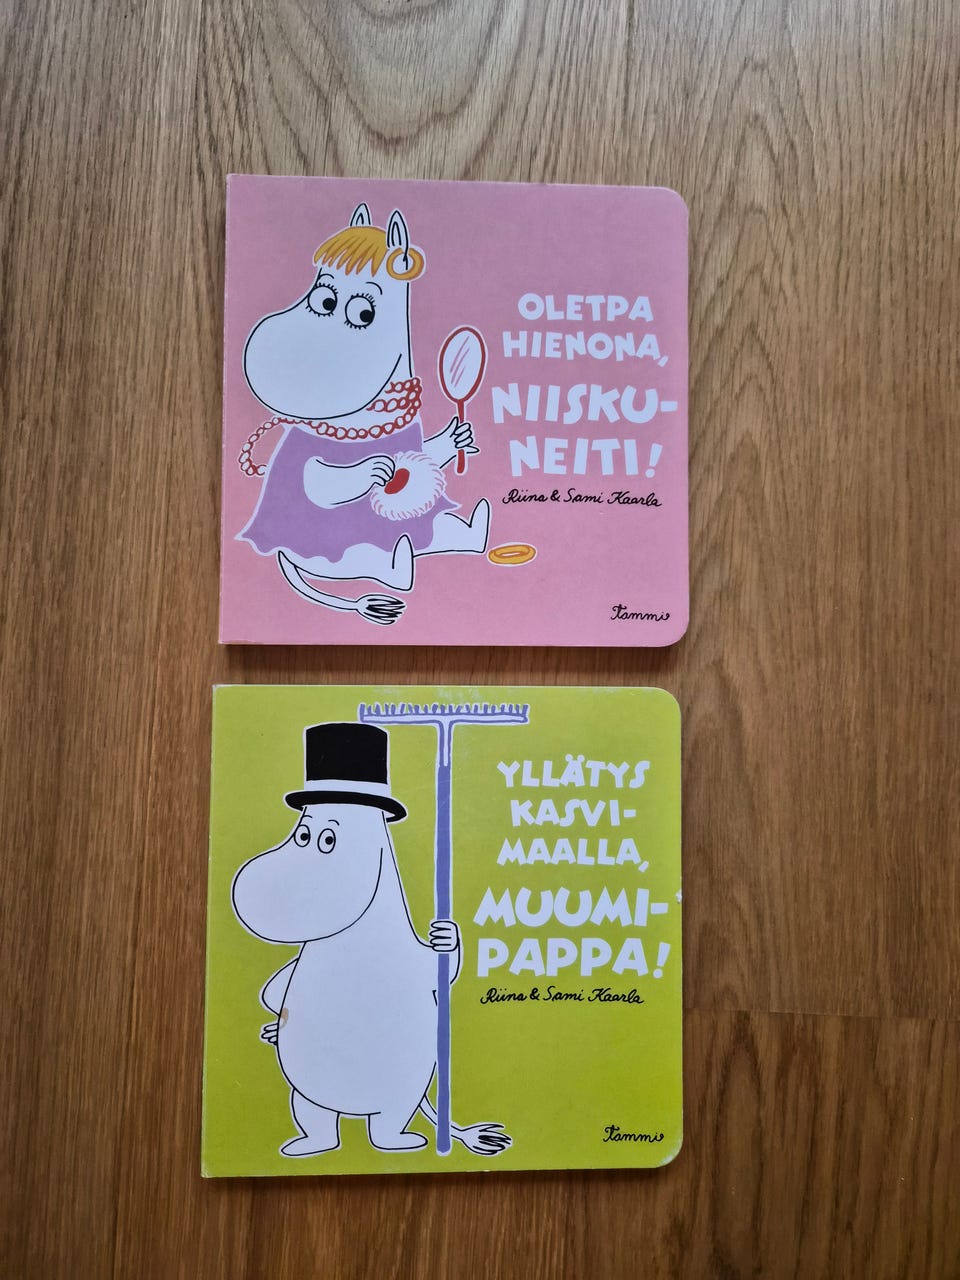 OLETPA
HIENONA,
NIISKU-
NEITI!
Riina & Sami Kaarla
Tammi
YLLÄTYS
KASVI-
MAALLA,
MUUMI-
PAPPA!
Riina & Sami Kaarla
Tammi